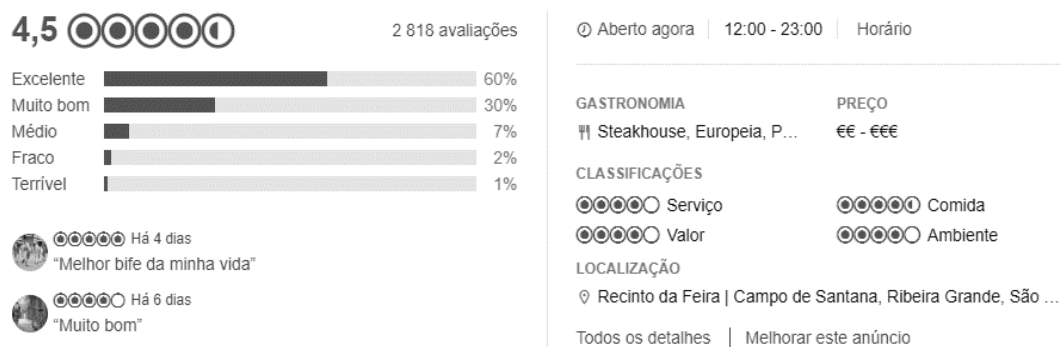 4,5 2 818 avaliações
Excelente 60%
Muito bom 30%
Médio 7%
Fraco 2%
Terrível 1%
Há 4 dias
“Melhor bife da minha vida”
Há 6 dias
“Muito bom”
Aberto agora 12:00 - 23:00 Horário
GASTRONOMIA PREÇO
Steakhouse, Europeia, P… €€ - €€€
CLASSIFICAÇÕES
Serviço Comida
Valor Ambiente
LOCALIZAÇÃO
Recinto da Feira | Campo de Santana, Ribeira Grande, São …
Todos os detalhes | Melhorar este anúncio